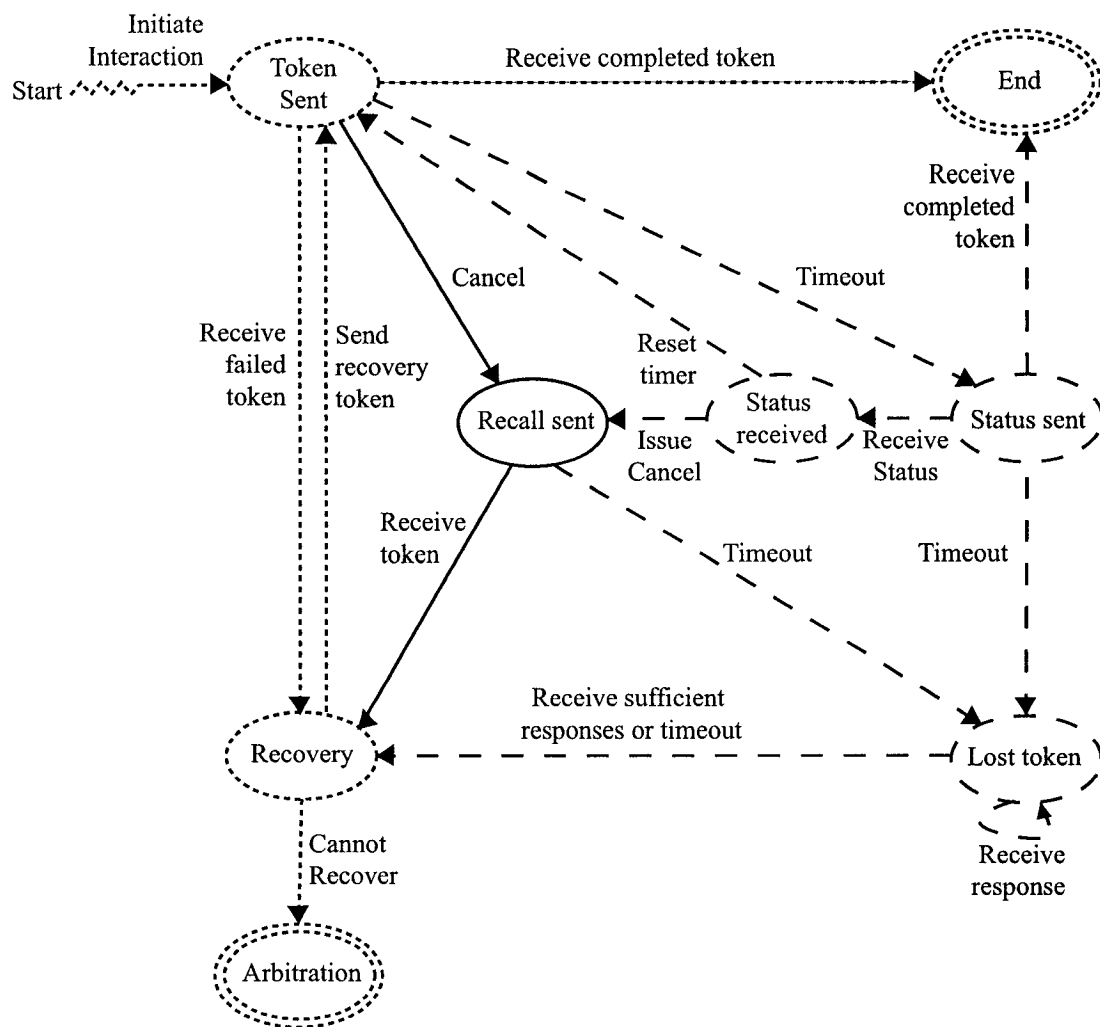 Initiate
Interaction
Start
Token
Sent
Receive completed token
End
Receive
completed
token
Cancel
Timeout
Receive
failed
token
Send
recovery
token
Reset
timer
Recall sent
Status
received
Status sent
Issue
Cancel
Receive
Status
Receive
token
Timeout
Timeout
Receive sufficient
responses or timeout
Recovery
Lost token
Cannot
Recover
Receive
response
Arbitration